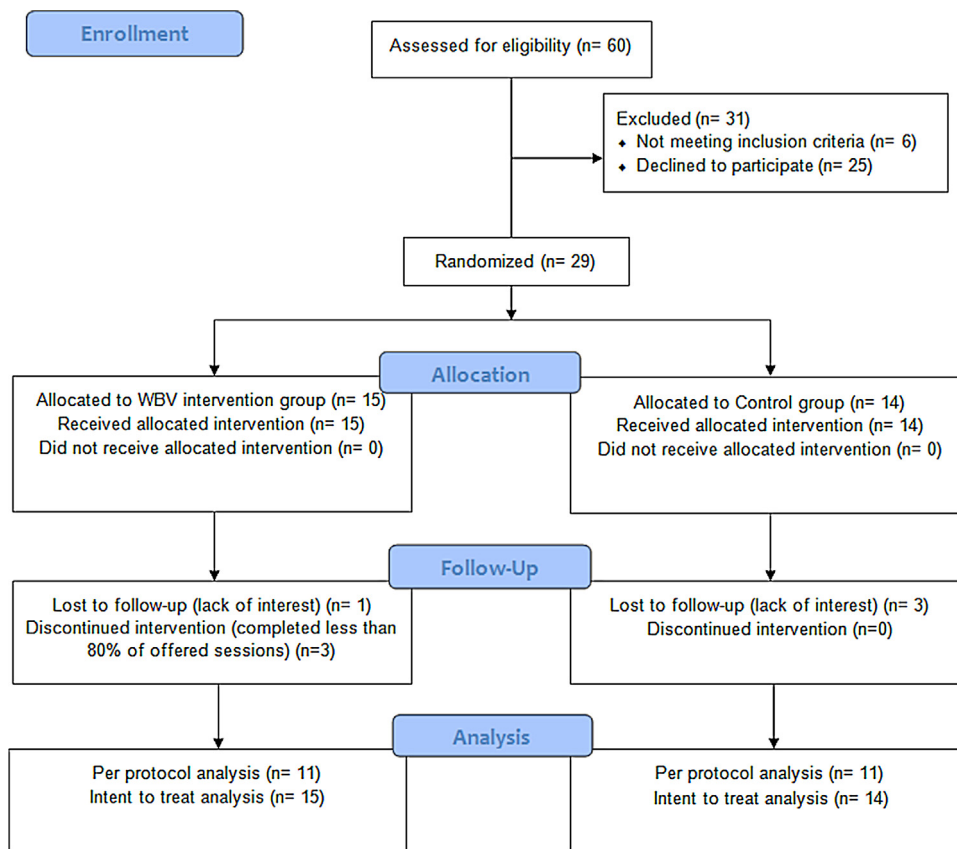 Enrollment
Assessed for eligibility (n= 60)
Excluded (n= 31)
◆ Not meeting inclusion criteria (n= 6)
◆ Declined to participate (n= 25)
Randomized (n= 29)
Allocation
Allocated to WBV intervention group (n= 15)
Received allocated intervention (n= 15)
Did not receive allocated intervention (n= 0)
Allocated to Control group (n= 14)
Received allocated intervention (n= 14)
Did not receive allocated intervention (n= 0)
Follow-Up
Lost to follow-up (lack of interest) (n= 1)
Discontinued intervention (completed less than
80% of offered sessions) (n=3)
Lost to follow-up (lack of interest) (n= 3)
Discontinued intervention (n=0)
Analysis
Per protocol analysis (n= 11)
Intent to treat analysis (n= 15)
Per protocol analysis (n= 11)
Intent to treat analysis (n= 14)